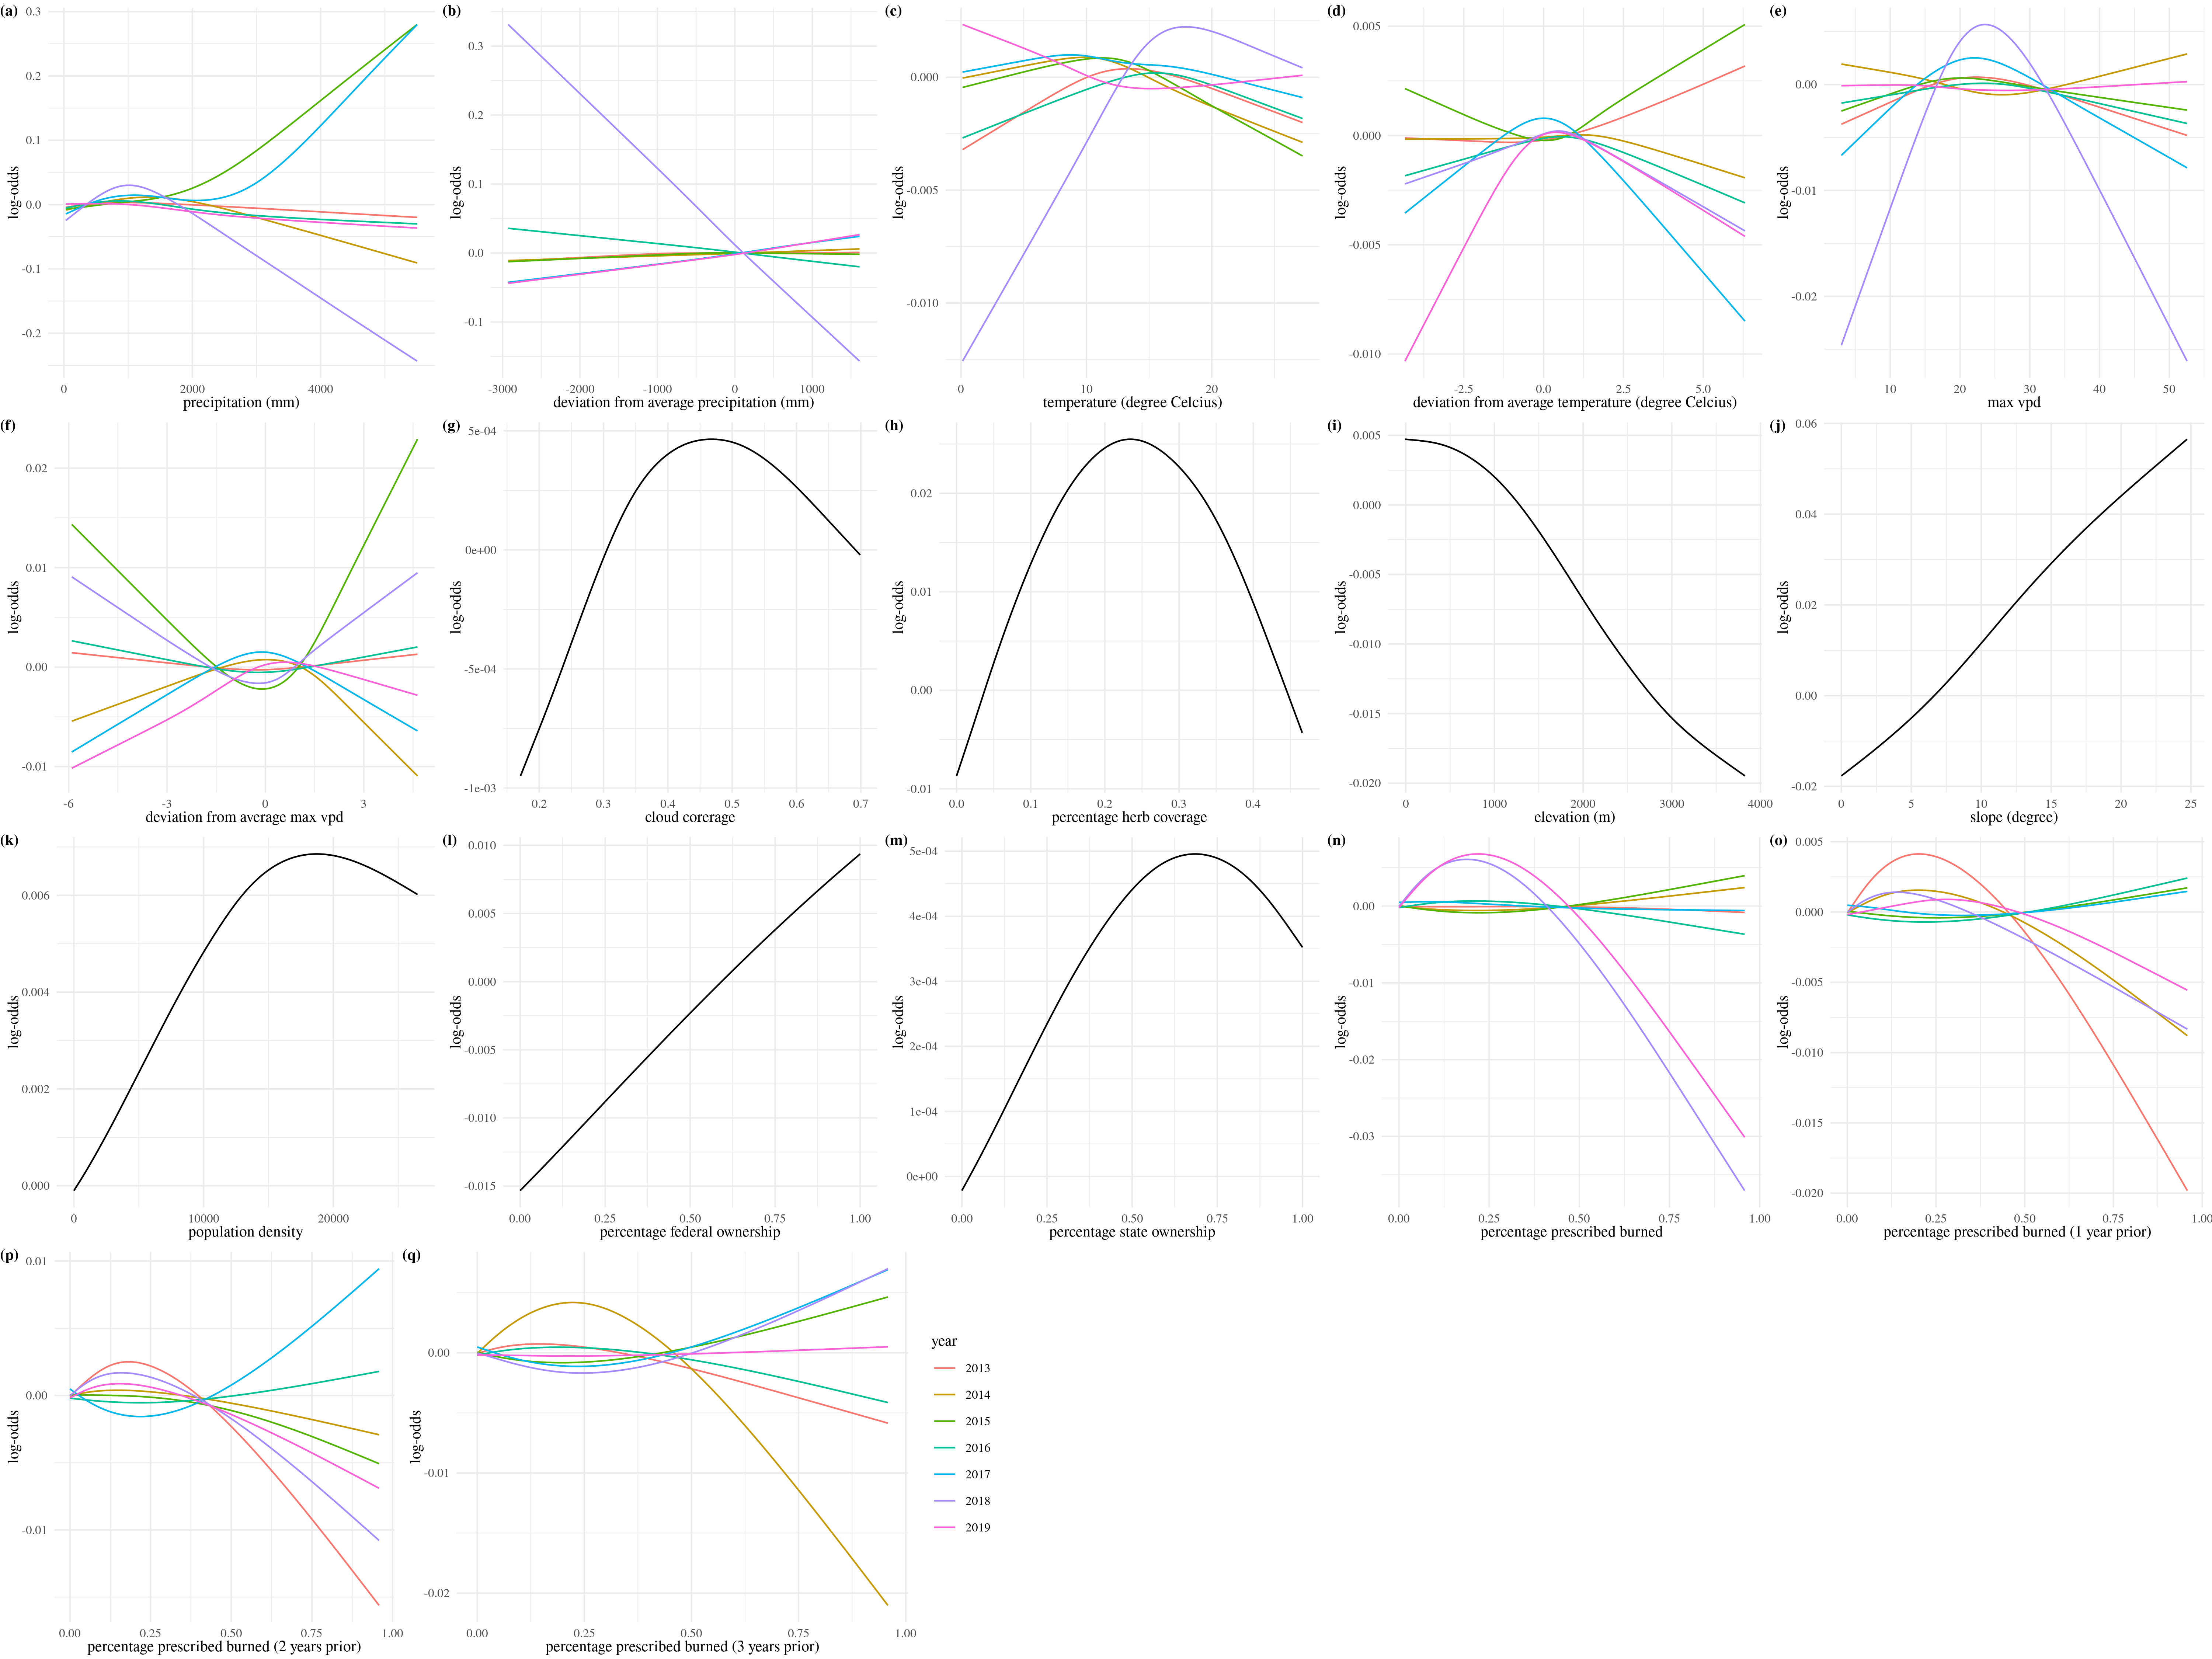 (a)
0.3
0.2
0.1
0.0
-0.1
-0.2
log-odds
0 2000 4000
precipitation (mm)
(b)
0.3
0.2
0.1
0.0
-0.1
log-odds
-3000 -2000 -1000 0 1000
deviation from average precipitation (mm)
(c)
0.000
-0.005
-0.010
log-odds
0 10 20
temperature (degree Celcius)
(d)
0.005
0.000
-0.005
-0.010
log-odds
-2.5 0.0 2.5 5.0
deviation from average temperature (degree Celcius)
(e)
0.00
-0.01
-0.02
log-odds
10 20 30 40 50
max vpd
(f)
0.02
0.01
0.00
-0.01
log-odds
-6 -3 0 3
deviation from average max vpd
(g)
5e-04
0e+00
-5e-04
-1e-03
log-odds
0.2 0.3 0.4 0.5 0.6 0.7
cloud corerage
(h)
0.02
0.01
0.00
-0.01
log-odds
0.0 0.1 0.2 0.3 0.4
percentage herb coverage
(i)
0.005
0.000
-0.005
-0.010
-0.015
-0.020
log-odds
0 1000 2000 3000 4000
elevation (m)
(j)
0.06
0.04
0.02
0.00
-0.02
log-odds
0 5 10 15 20 25
slope (degree)
(k)
0.006
0.004
0.002
0.000
log-odds
0 10000 20000
population density
(l)
0.010
0.005
0.000
-0.005
-0.010
-0.015
log-odds
0.00 0.25 0.50 0.75 1.00
percentage federal ownership
(m)
5e-04
4e-04
3e-04
2e-04
1e-04
0e+00
log-odds
0.00 0.25 0.50 0.75 1.00
percentage state ownership
(n)
0.00
-0.01
-0.02
-0.03
log-odds
0.00 0.25 0.50 0.75 1.00
percentage prescribed burned
(o)
0.005
0.000
-0.005
-0.010
-0.015
-0.020
log-odds
0.00 0.25 0.50 0.75 1.00
percentage prescribed burned (1 year prior)
(p)
0.01
0.00
-0.01
log-odds
0.00 0.25 0.50 0.75 1.00
percentage prescribed burned (2 years prior)
(q)
0.00
-0.01
-0.02
log-odds
0.00 0.25 0.50 0.75 1.00
percentage prescribed burned (3 years prior)
year
2013
2014
2015
2016
2017
2018
2019